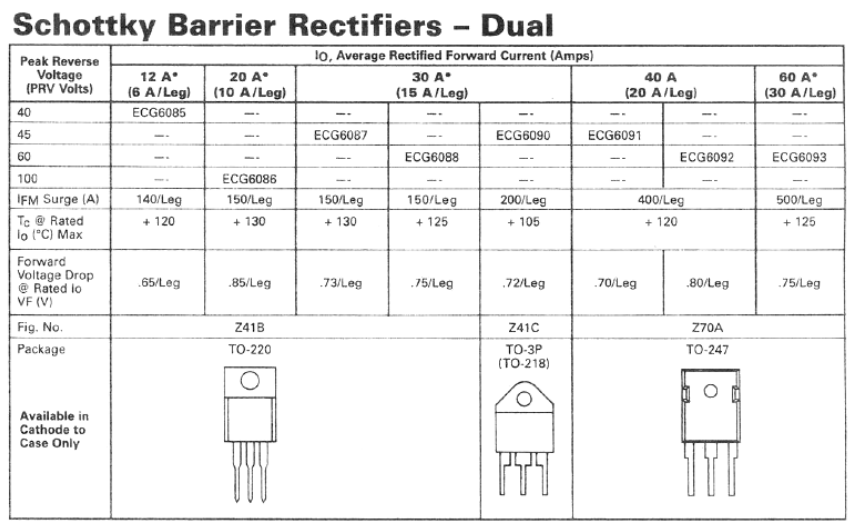 Schottky Barrier Rectifiers – Dual
Peak Reverse Voltage (PRV Volts)
IO, Average Rectified Forward Current (Amps)
12 A* (6 A/Leg) 20 A* (10 A/Leg) 30 A* (15 A/Leg) 40 A (20 A/Leg) 60 A* (30 A/Leg)
40 ECG6085 —- —- —- —- —- —- —-
45 —- —- ECG6087 —- ECG6090 ECG6091 —- —-
60 —- —- —- ECG6088 —- —- ECG6092 ECG6093
100 —- ECG6086 —- —- —- —- —- —-
IFM Surge (A) 140/Leg 150/Leg 150/Leg 150/Leg 200/Leg 400/Leg 500/Leg
TC @ Rated IO (°C) Max + 120 + 130 + 130 + 125 + 105 + 120 + 125
Forward Voltage Drop @ Rated Io VF (V) .65/Leg .85/Leg .73/Leg .75/Leg .72/Leg .70/Leg .80/Leg .75/Leg
Fig. No. Z41B Z41C Z70A
Package TO-220 TO-3P (TO-218) TO-247
Available in Cathode to Case Only